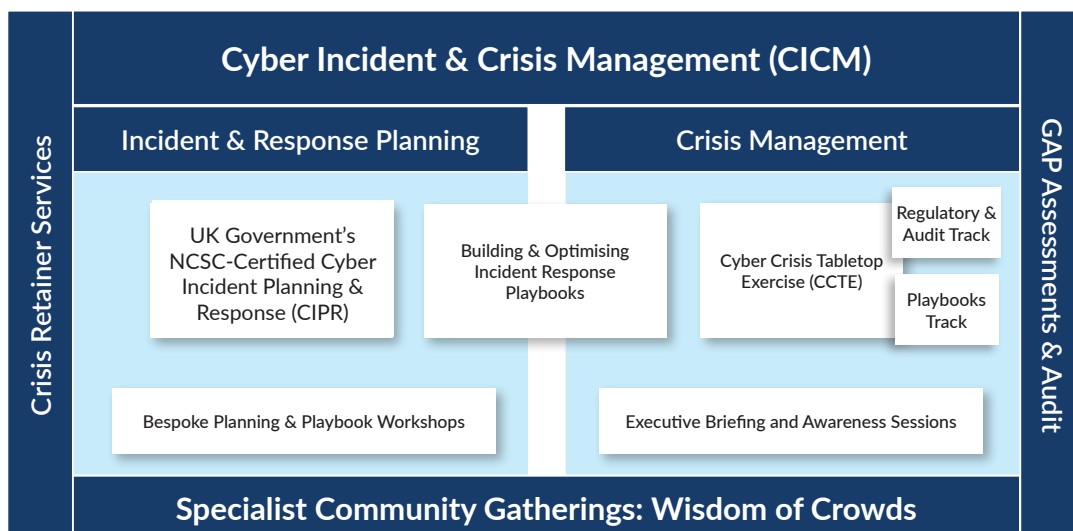 Cyber Incident & Crisis Management (CICM)
Crisis Retainer Services
Incident & Response Planning
Crisis Management
GAP Assessments & Audit
UK Government’s
NCSC-Certified Cyber
Incident Planning &
Response (CIPR)
Building & Optimising
Incident Response
Playbooks
Cyber Crisis Tabletop
Exercise (CCTE)
Regulatory &
Audit Track
Playbooks
Track
Bespoke Planning & Playbook Workshops
Executive Briefing and Awareness Sessions
Specialist Community Gatherings: Wisdom of Crowds